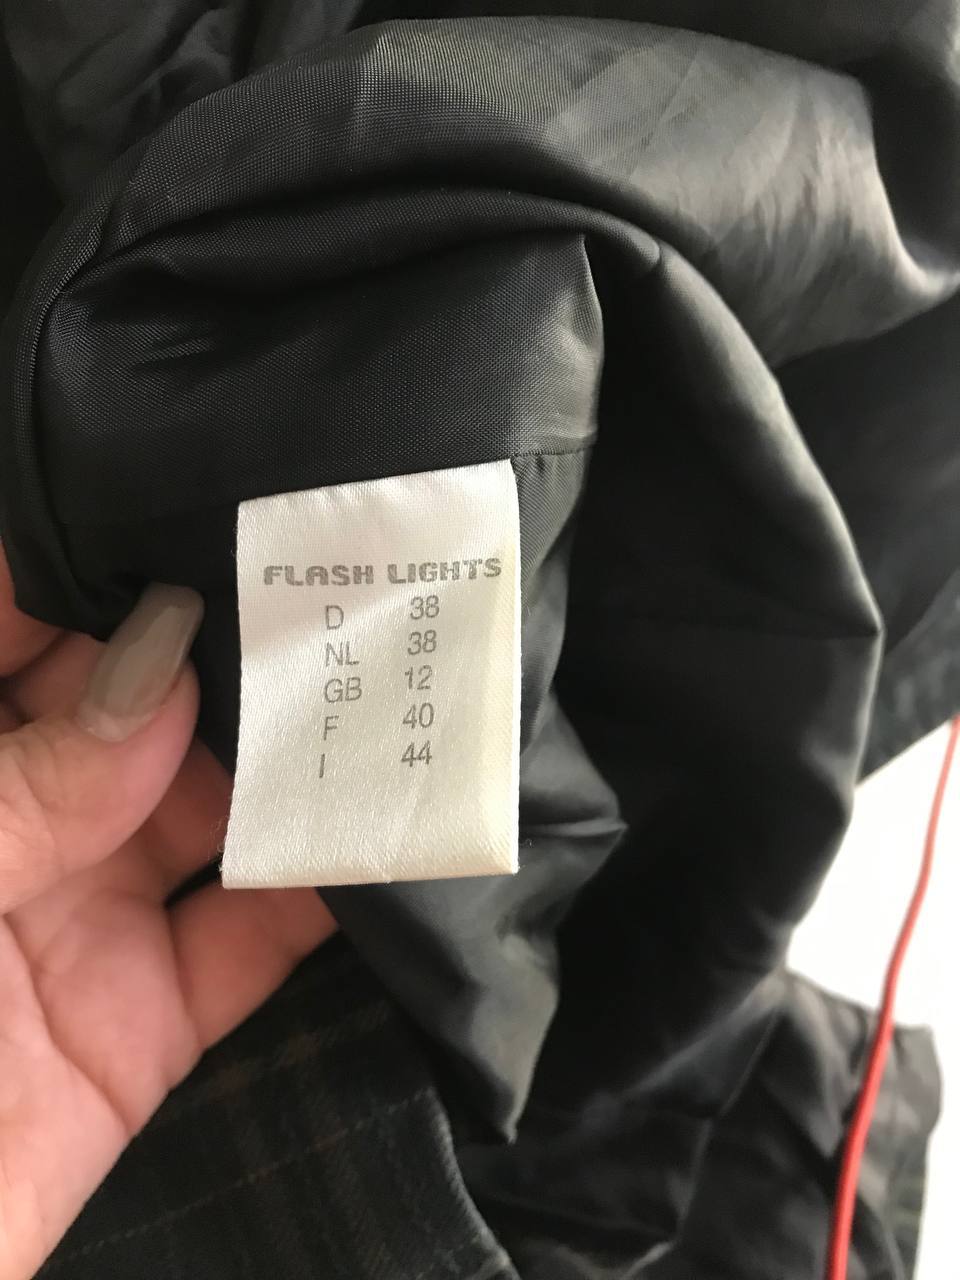 FLASH LIGHTS
D 38
NL 38
GB 12
F 40
I 44